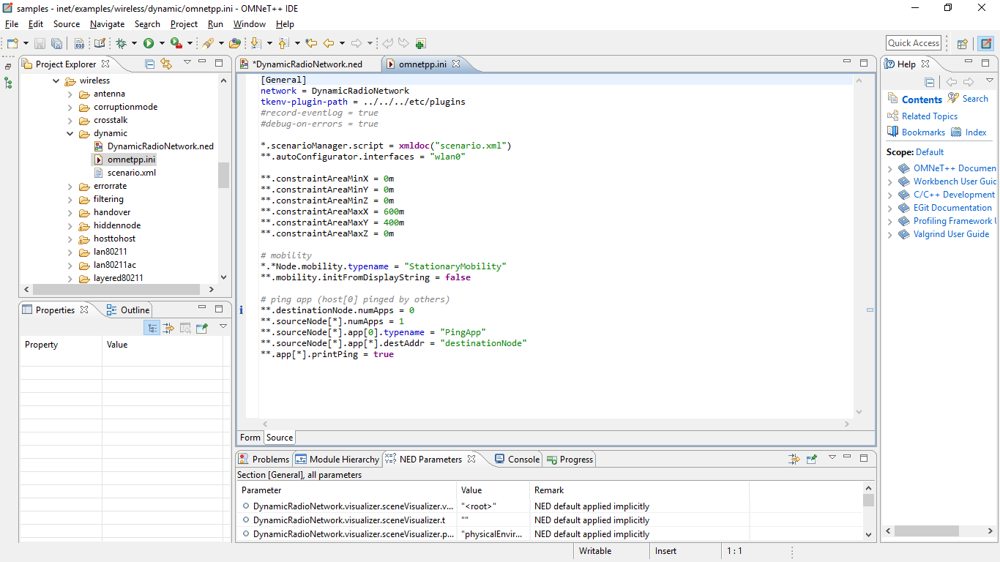 samples - inet/examples/wireless/dynamic/omnetpp.ini - OMNeT++ IDE
File Edit Source Navigate Search Project Run Window Help
Quick Access
Project Explorer
wireless
antenna
corruptionmode
crosstalk
dynamic
DynamicRadioNetwork.ned
omnetpp.ini
scenario.xml
errorrate
filtering
handover
hiddennode
hosttohost
lan80211
lan80211ac
layered80211
Properties Outline
Property Value
*DynamicRadioNetwork.ned omnetpp.ini
[General]
network = DynamicRadioNetwork
tkenv-plugin-path = ../../../etc/plugins
#record-eventlog = true
#debug-on-errors = true
*.scenarioManager.script = xmldoc("scenario.xml")
**.autoConfigurator.interfaces = "wlan0"
**.constraintAreaMinX = 0m
**.constraintAreaMinY = 0m
**.constraintAreaMinZ = 0m
**.constraintAreaMaxX = 600m
**.constraintAreaMaxY = 400m
**.constraintAreaMaxZ = 0m
# mobility
*.*Node.mobility.typename = "StationaryMobility"
**.mobility.initFromDisplayString = false
# ping app (host[0] pinged by others)
**.destinationNode.numApps = 0
**.sourceNode[*].numApps = 1
**.sourceNode[*].app[0].typename = "PingApp"
**.sourceNode[*].app[*].destAddr = "destinationNode"
**.app[*].printPing = true
Form Source
Problems Module Hierarchy NED Parameters Console Progress
Section [General], all parameters
Parameter Value Remark
DynamicRadioNetwork.visualizer.sceneVisualizer.v... "<root>" NED default applied implicitly
DynamicRadioNetwork.visualizer.sceneVisualizer.t "" NED default applied implicitly
DynamicRadioNetwork.visualizer.sceneVisualizer.p... "physicalEnvir... NED default applied implicitly
Help
Contents Search
Related Topics
Bookmarks Index
Scope: Default
OMNeT++ Documen
Workbench User Guid
C/C++ Development
EGit Documentation
Profiling Framework U
Valgrind User Guide
Writable Insert 1 : 1